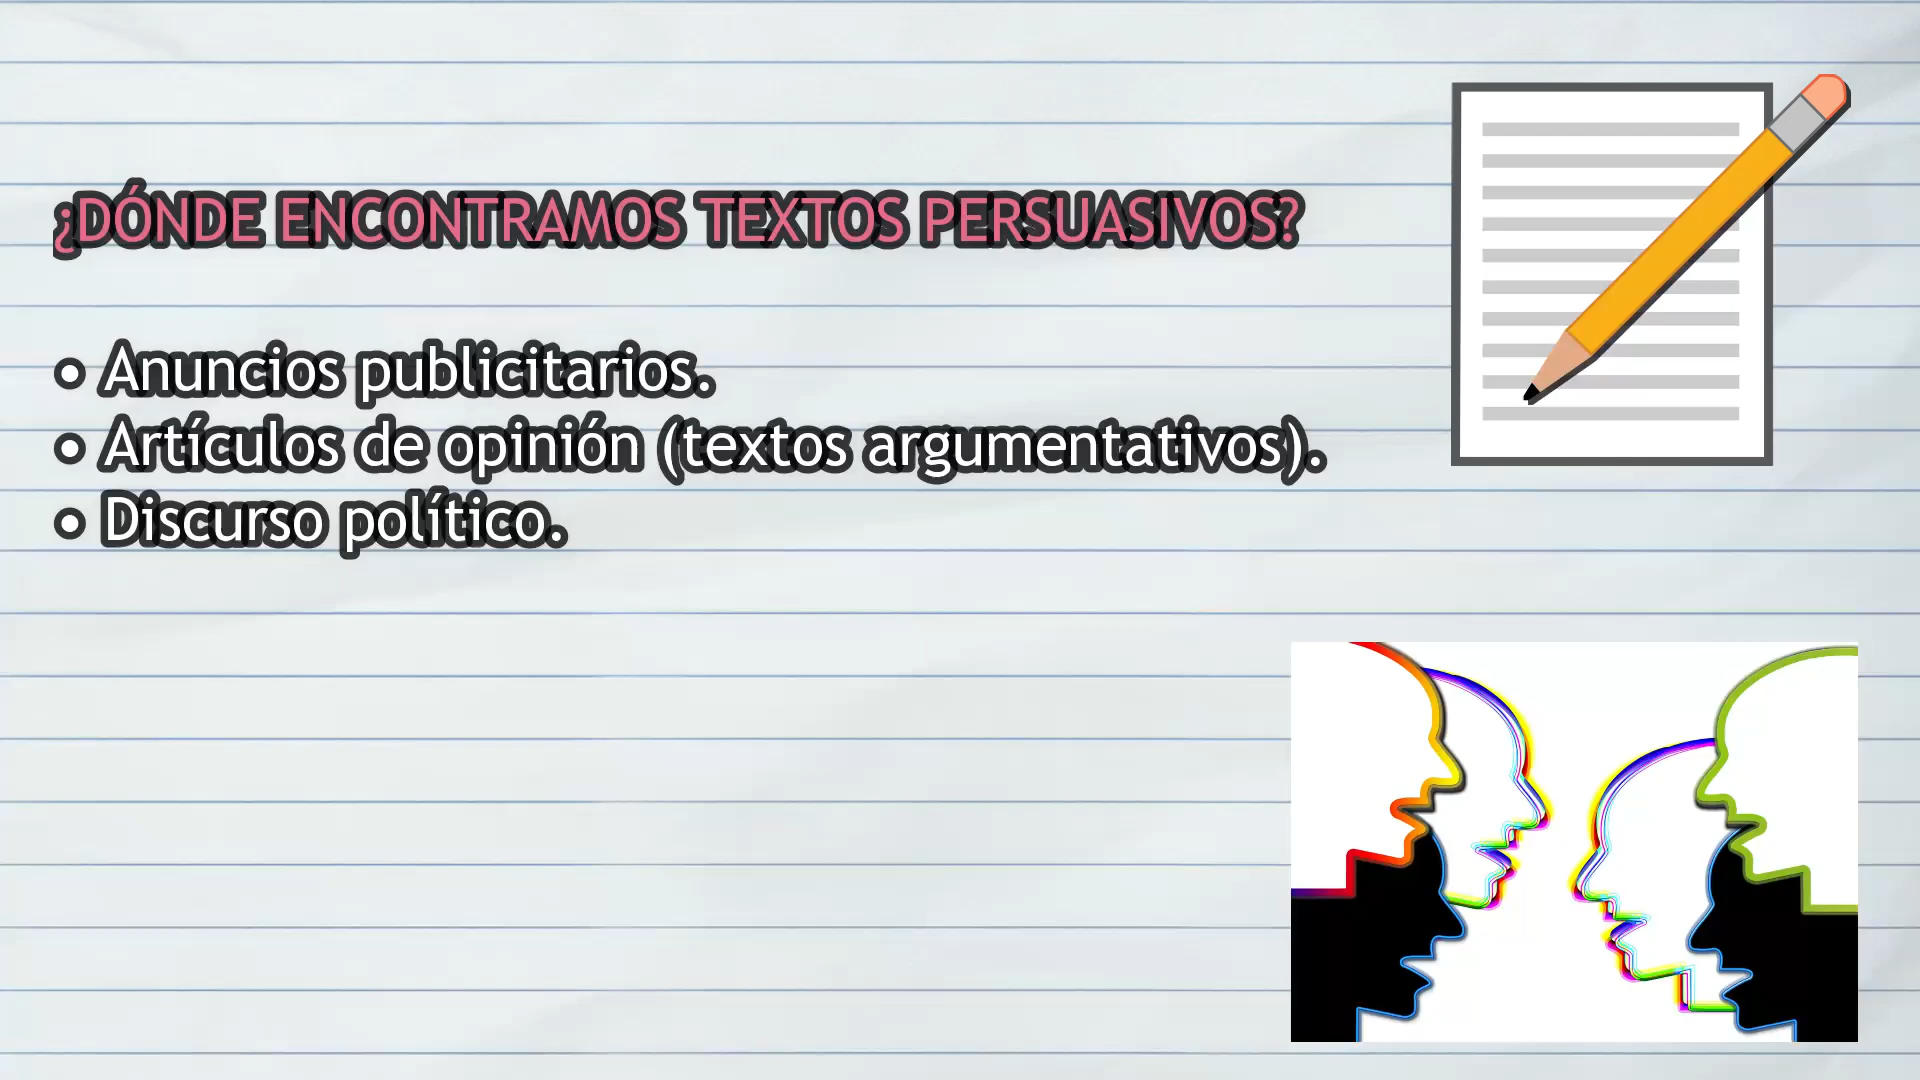 ¿DÓNDE ENCONTRAMOS TEXTOS PERSUASIVOS?
• Anuncios publicitarios.
• Artículos de opinión (textos argumentativos).
• Discurso político.